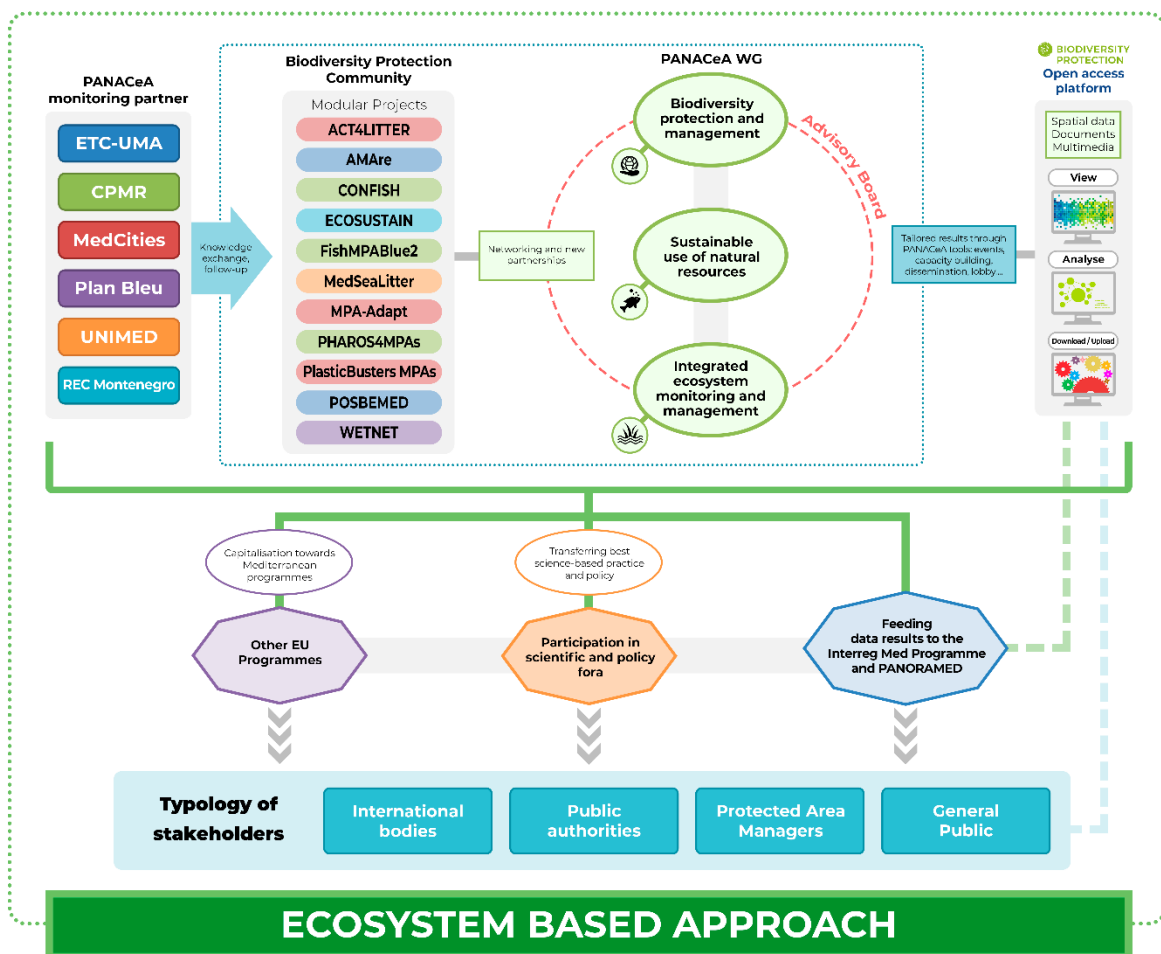 PANACeA
monitoring partner
ETC-UMA
CPMR
MedCities
Plan Bleu
UNIMED
REC Montenegro
Knowledge
exchange,
follow-up
Biodiversity Protection
Community
Modular Projects
ACT4LITTER
AMAre
CONFISH
ECOSUSTAIN
FishMPABlue2
MedSeaLitter
MPA-Adapt
PHAROS4MPAs
PlasticBusters MPAs
POSBEMED
WETNET
Networking and new
partnerships
PANACeA WG
Biodiversity
protection and
management
Sustainable
use of natural
resources
Integrated
ecosystem
monitoring and
management
Advisory Board
Tailored results through
PANACeA tools: events,
capacity building,
dissemination, lobby...
BIODIVERSITY
PROTECTION
Open access
platform
Spatial data
Documents
Multimedia
View
Analyse
Download / Upload
Capitalisation towards
Mediterranean
programmes
Transferring best
science-based practice
and policy
Other EU
Programmes
Participation in
scientific and policy
fora
Feeding
data results to the
Interreg Med Programme
and PANORAMED
Typology of
stakeholders
International
bodies
Public
authorities
Protected Area
Managers
General
Public
ECOSYSTEM BASED APPROACH